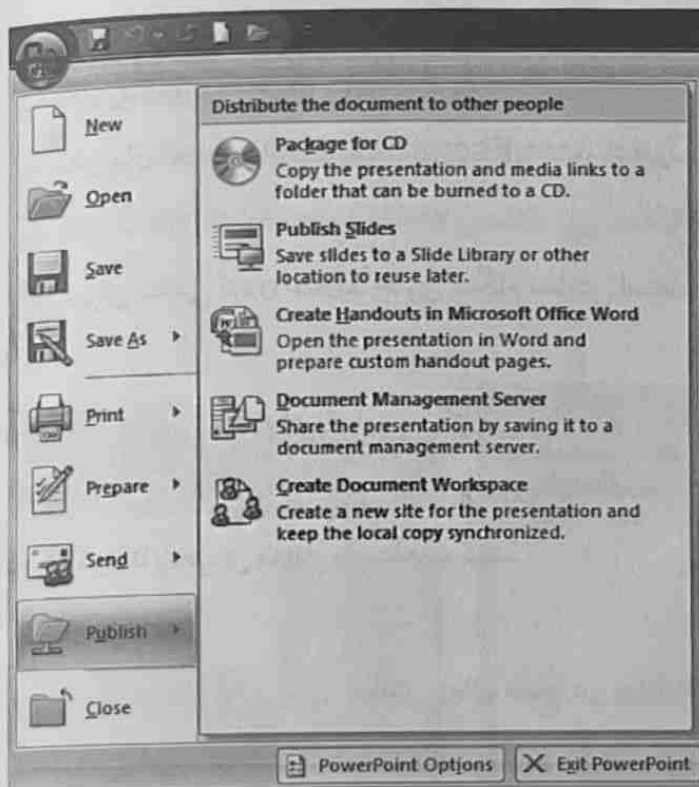 New
Open
Save
Save As
Print
Prepare
Send
Publish
Close
Distribute the document to other people
Package for CD
Copy the presentation and media links to a
folder that can be burned to a CD.
Publish Slides
Save slides to a Slide Library or other
location to reuse later.
Create Handouts in Microsoft Office Word
Open the presentation in Word and
prepare custom handout pages.
Document Management Server
Share the presentation by saving it to a
document management server.
Create Document Workspace
Create a new site for the presentation and
keep the local copy synchronized.
PowerPoint Options
Exit PowerPoint